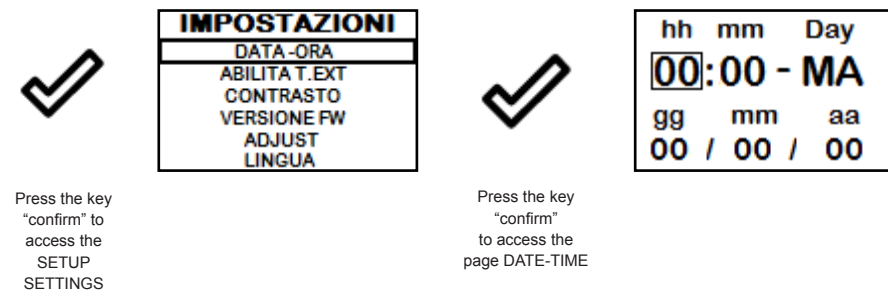 IMPOSTAZIONI
DATA -ORA
ABILITA T.EXT
CONTRASTO
VERSIONE FW
ADJUST
LINGUA
hh mm Day
00:00 - MA
gg mm aa
00 / 00 / 00
Press the key
“confirm” to
access the
SETUP
SETTINGS
Press the key
“confirm”
to access the
page DATE-TIME